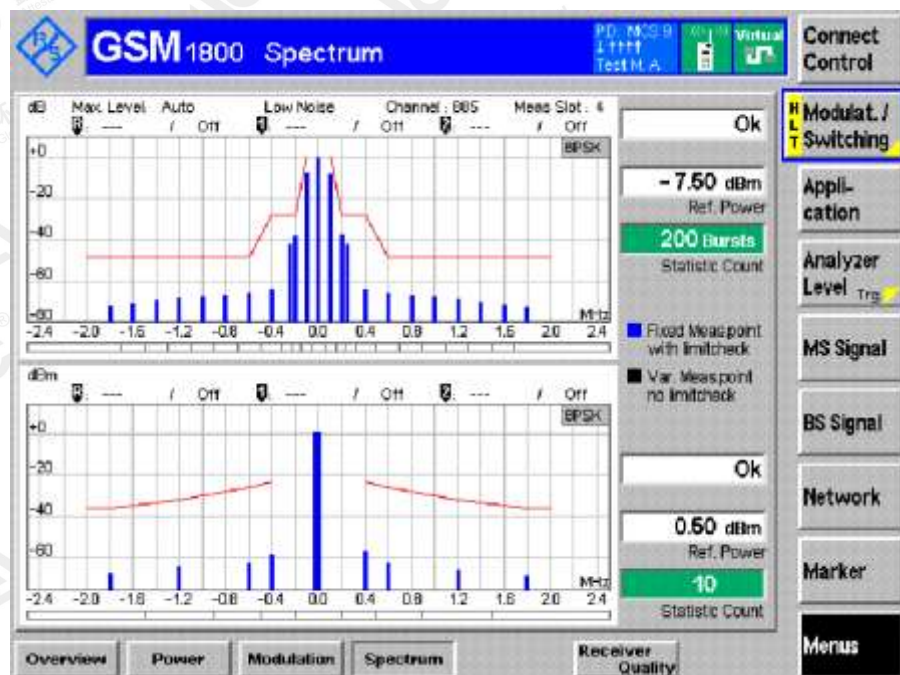 R&S
GSM 1800 Spectrum
P.D. MCS 9
Test M. A
Virtual
Connect Control
dB Max. Level Auto Low Noise Channel : 885 Meas Slot : 4
--- / Off --- / Off --- / Off
BPSK
+0
-20
-40
-60
-80
MHz
-2.4 -2.0 -1.6 -1.2 -0.8 -0.4 0.0 0.4 0.8 1.2 1.6 2.0 2.4
Ok
- 7.50 dBm
Ref. Power
200 Bursts
Statistic Count
Fixed Measpoint
with limitcheck
Var. Measpoint
no limitcheck
dBm
--- / Off --- / Off --- / Off
BPSK
+0
-20
-40
-60
MHz
-2.4 -2.0 -1.6 -1.2 -0.8 -0.4 0.0 0.4 0.8 1.2 1.6 2.0 2.4
Ok
0.50 dBm
Ref. Power
10
Statistic Count
HLT
Modulat. /
Switching
Appli-
cation
Analyzer
Level Trg
MS Signal
BS Signal
Network
Marker
Menus
Overview Power Modulation Spectrum Receiver
Quality